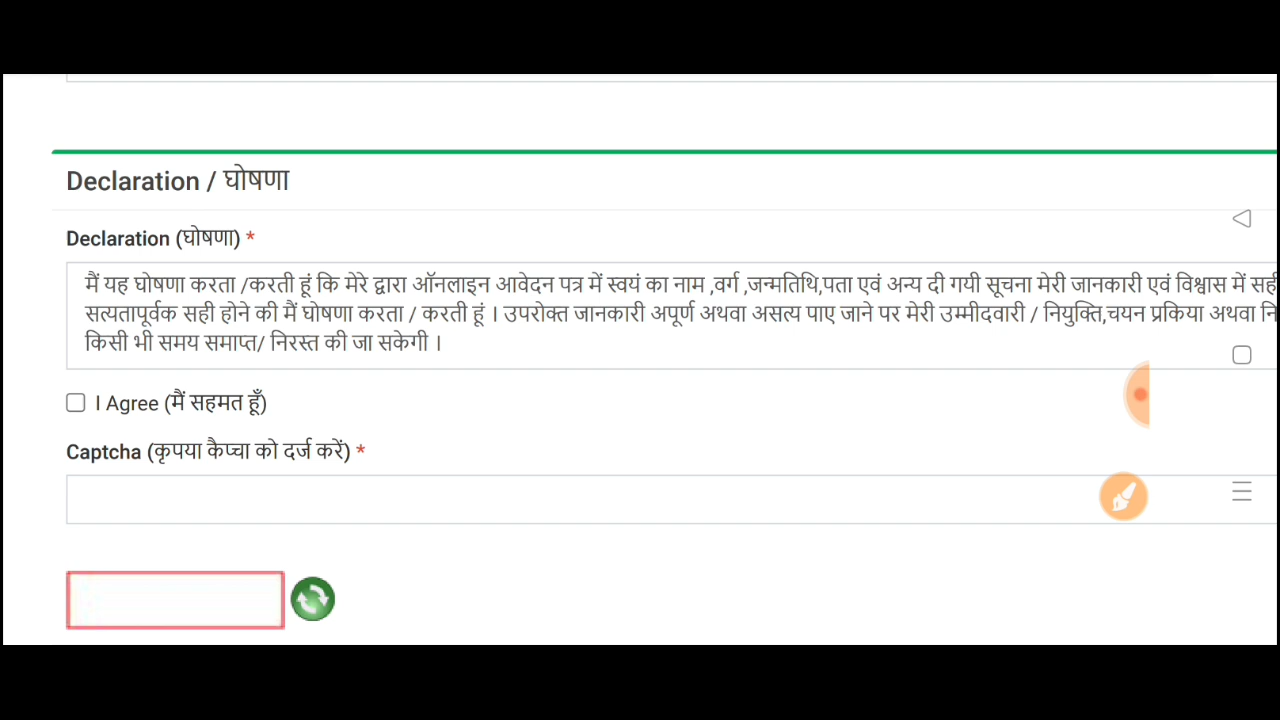 Declaration / घोषणा
Declaration (घोषणा) *
मैं यह घोषणा करता /करती हूं कि मेरे द्वारा ऑनलाइन आवेदन पत्र में स्वयं का नाम ,वर्ग ,जन्मतिथि,पता एवं अन्य दी गयी सूचना मेरी जानकारी एवं विश्वास में सही
सत्यतापूर्वक सही होने की मैं घोषणा करता / करती हूं । उपरोक्त जानकारी अपूर्ण अथवा असत्य पाए जाने पर मेरी उम्मीदवारी / नियुक्ति,चयन प्रकिया अथवा
किसी भी समय समाप्त/ निरस्त की जा सकेगी ।
I Agree (मैं सहमत हूँ)
Captcha (कृपया कैप्चा को दर्ज करें) *